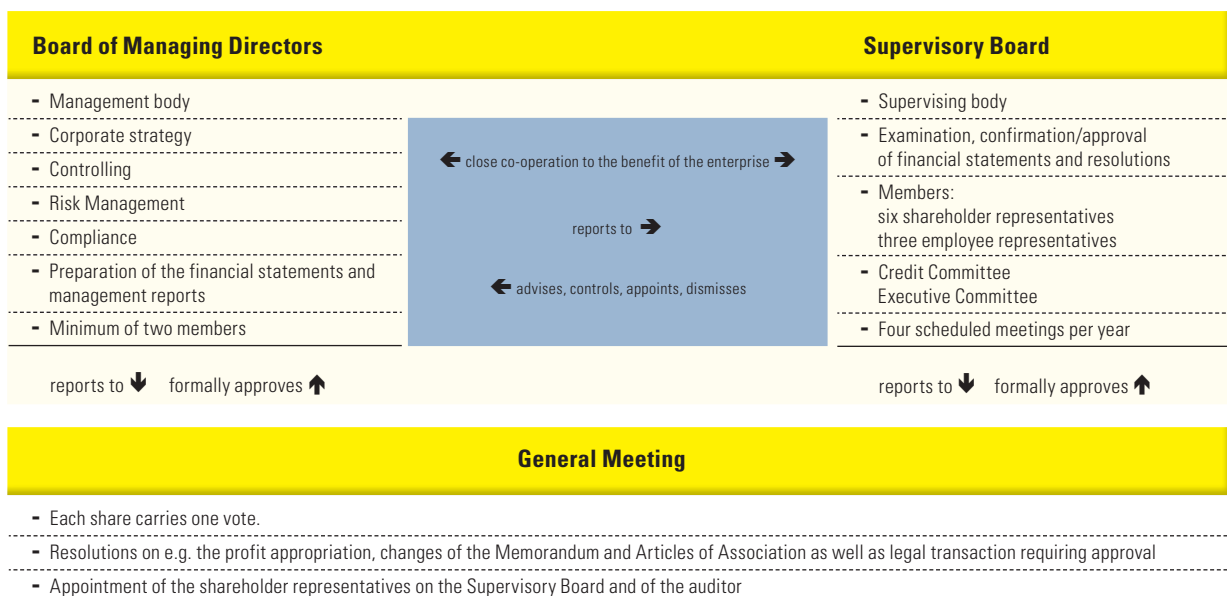 Board of Managing Directors
- Management body
- Corporate strategy
- Controlling
- Risk Management
- Compliance
- Preparation of the financial statements and
management reports
- Minimum of two members
reports to ↓ formally approves ↑
← close co-operation to the benefit of the enterprise →
reports to →
← advises, controls, appoints, dismisses
Supervisory Board
- Supervising body
- Examination, confirmation/approval
of financial statements and resolutions
- Members:
six shareholder representatives
three employee representatives
- Credit Committee
Executive Committee
- Four scheduled meetings per year
reports to ↓ formally approves ↑
General Meeting
- Each share carries one vote.
- Resolutions on e.g. the profit appropriation, changes of the Memorandum and Articles of Association as well as legal transaction requiring approval
- Appointment of the shareholder representatives on the Supervisory Board and of the auditor